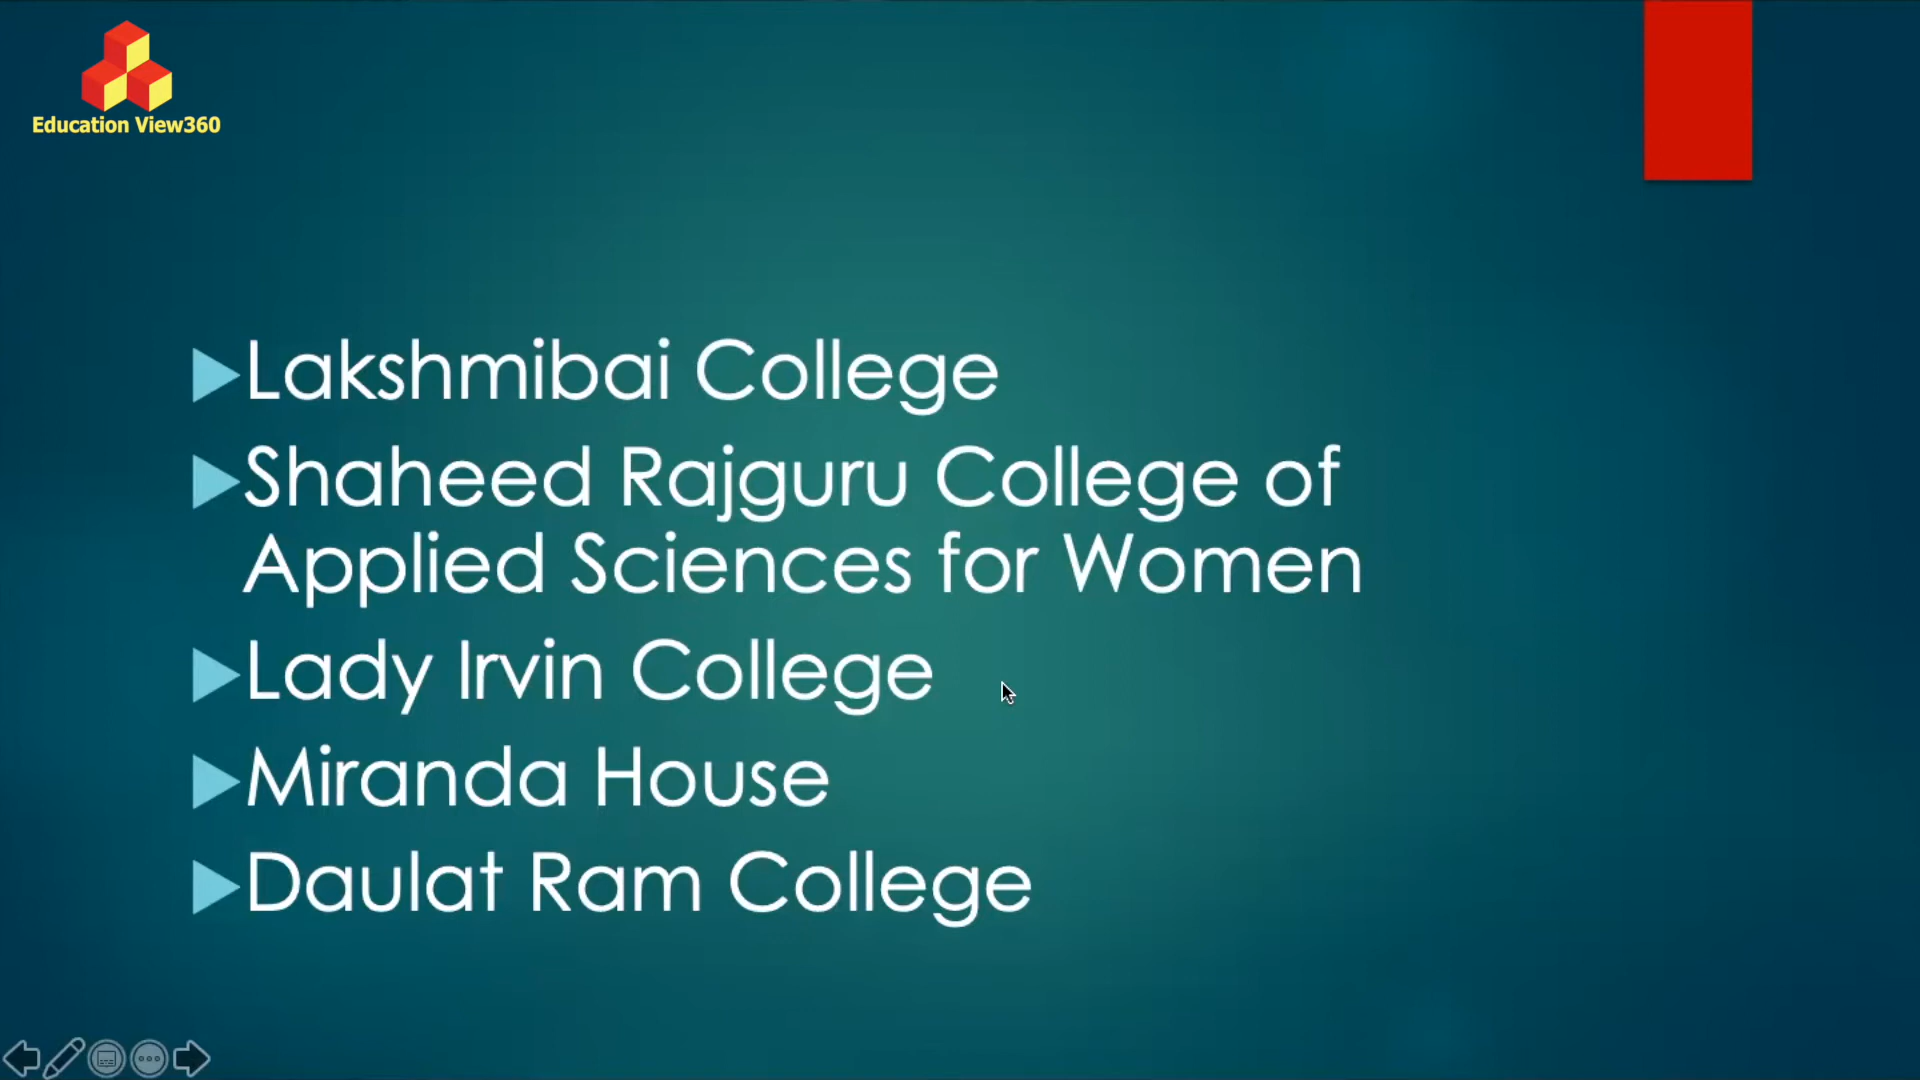 Education View360
Lakshmibai College
Shaheed Rajguru College of
Applied Sciences for Women
Lady Irvin College
Miranda House
Daulat Ram College